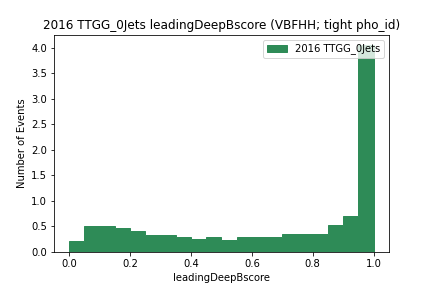 2016 TTGG_0Jets leadingDeepBscore (VBFHH; tight pho_id)
2016 TTGG_0Jets
4.0
3.5
3.0
2.5
2.0
1.5
1.0
0.5
0.0
Number of Events
0.0 0.2 0.4 0.6 0.8 1.0
leadingDeepBscore